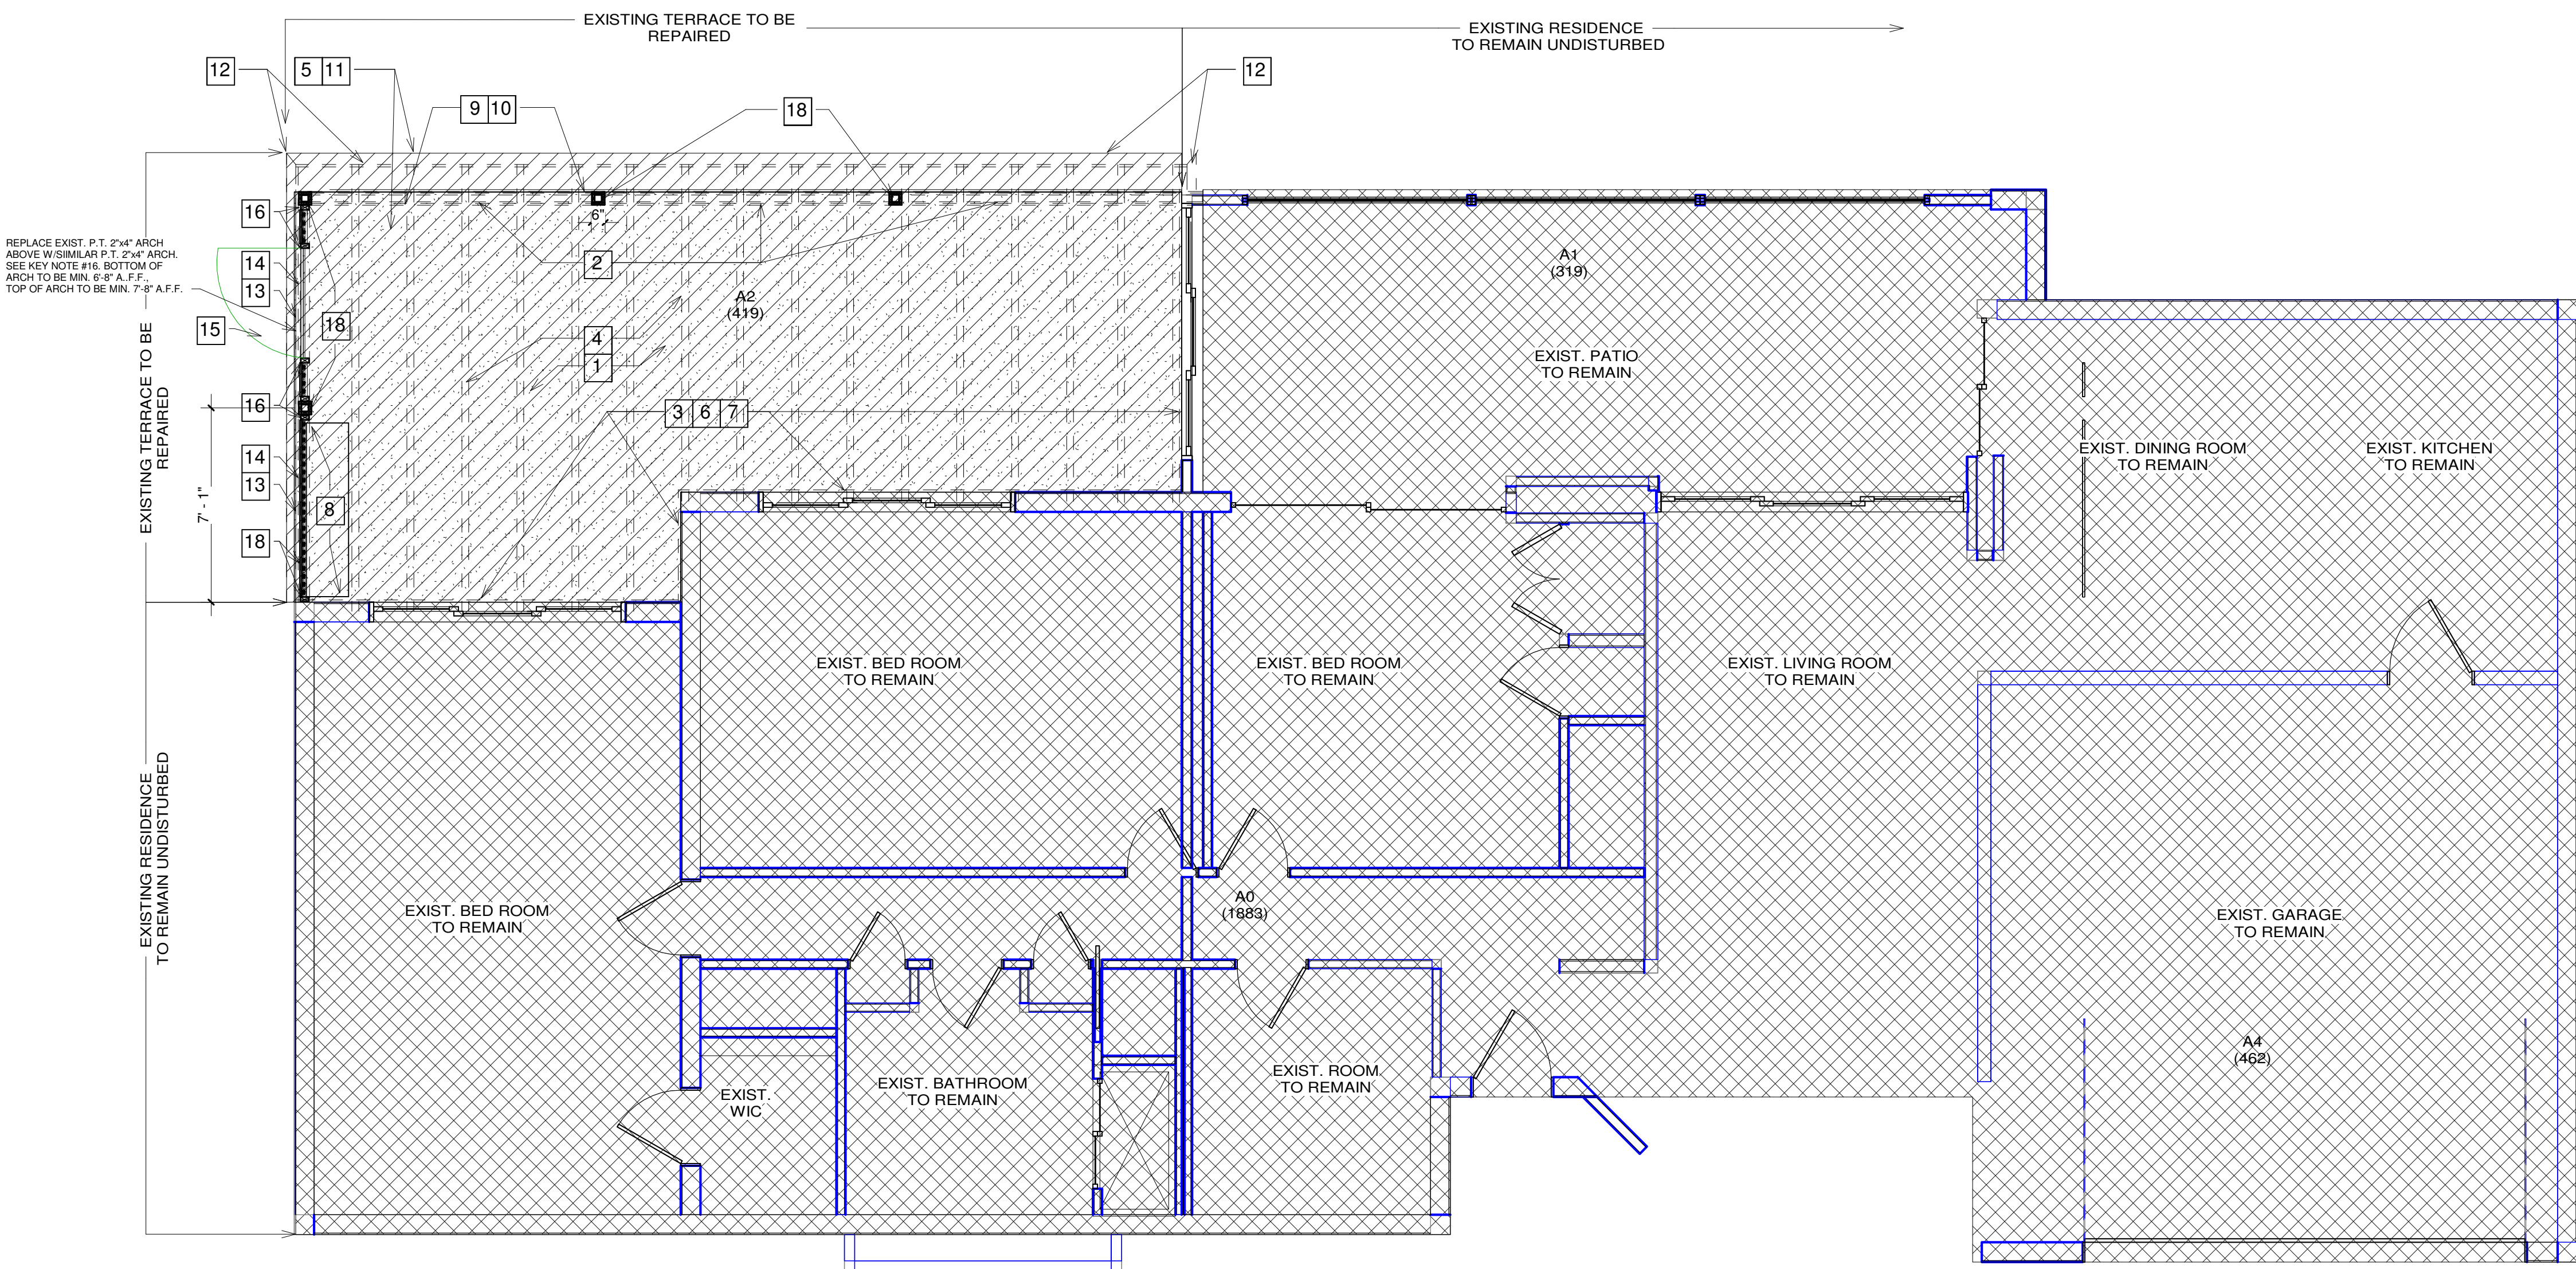 EXISTING TERRACE TO BE
REPAIRED
EXISTING RESIDENCE
TO REMAIN UNDISTURBED
12
5 11
12
9 10
18
16
6"
REPLACE EXIST. P.T. 2"x4" ARCH
ABOVE W/SIIMILAR P.T. 2"x4" ARCH.
SEE KEY NOTE #16. BOTTOM OF
ARCH TO BE MIN. 6'-8" A..F.F.,
TOP OF ARCH TO BE MIN. 7'-8" A.F.F.
14
13
2
A1
(319)
A2
(419)
15
18
4
1
EXIST. PATIO
TO REMAIN
EXISTING TERRACE TO BE
REPAIRED
16
3 6 7
14
13
7' - 1"
8
18
EXIST. DINING ROOM
TO REMAIN
EXIST. KITCHEN
TO REMAIN
EXIST. BED ROOM
TO REMAIN
EXIST. BED ROOM
TO REMAIN
EXIST. LIVING ROOM
TO REMAIN
EXISTING RESIDENCE
TO REMAIN UNDISTURBED
EXIST. BED ROOM
TO REMAIN
A0
(1883)
EXIST. GARAGE
TO REMAIN
A4
(462)
EXIST.
WIC
EXIST. BATHROOM
TO REMAIN
EXIST. ROOM
TO REMAIN